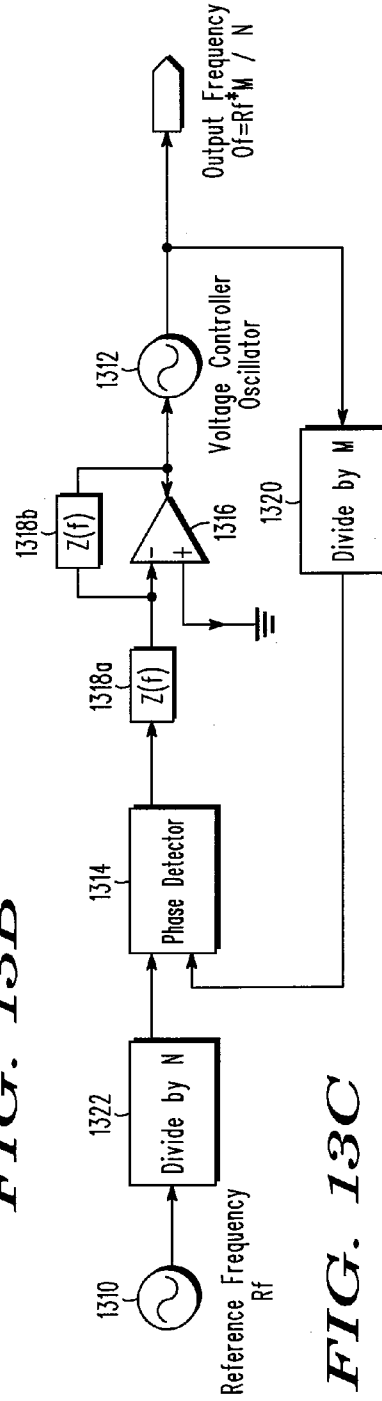 FIG. 13B
1310
Reference Frequency
Rf
1322
Divide by N
1314
Phase Detector
1318a
Z(f)
1318b
Z(f)
-
+
1316
1312
Voltage Controller
Oscillator
1320
Divide by M
Output Frequency
Of=Rf*M / N
FIG. 13C